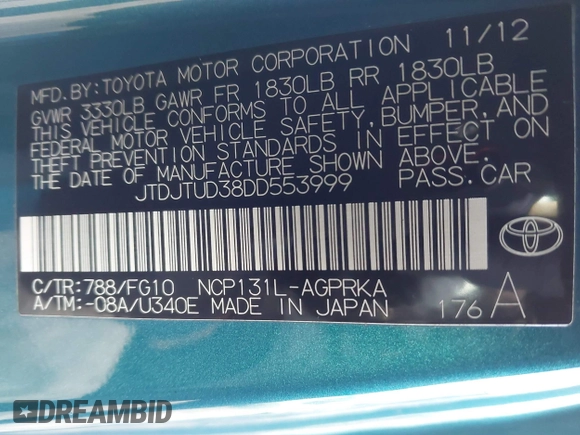 MFD. BY: TOYOTA MOTOR CORPORATION 11/12
GVWR 3330LB GAWR FR 1830LB RR 1830LB
THIS VEHICLE CONFORMS TO ALL APPLICABLE
FEDERAL MOTOR VEHICLE SAFETY, BUMPER, AND
THEFT PREVENTION STANDARDS IN EFFECT ON
THE DATE OF MANUFACTURE SHOWN ABOVE.
JTDJTUD38DD553999 PASS.CAR
C/TR:788/FG10 NCP131L-AGPRKA
A/TM:-08A/U340E MADE IN JAPAN 176 A
DREAMBID